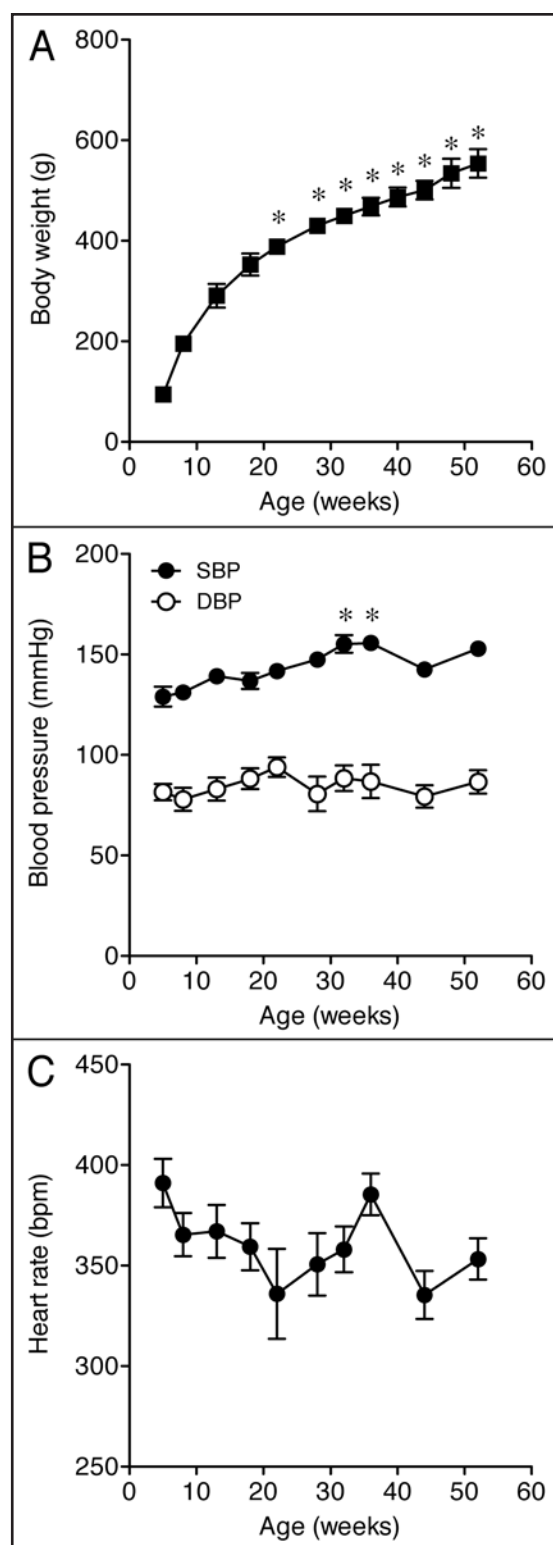 A
800
600
400
200
0
Body weight (g)
* * * * * * * * *
0 10 20 30 40 50 60
Age (weeks)
B
200
150
100
50
0
Blood pressure (mmHg)
SBP
DBP
* *
0 10 20 30 40 50 60
Age (weeks)
C
450
400
350
300
250
Heart rate (bpm)
0 10 20 30 40 50 60
Age (weeks)